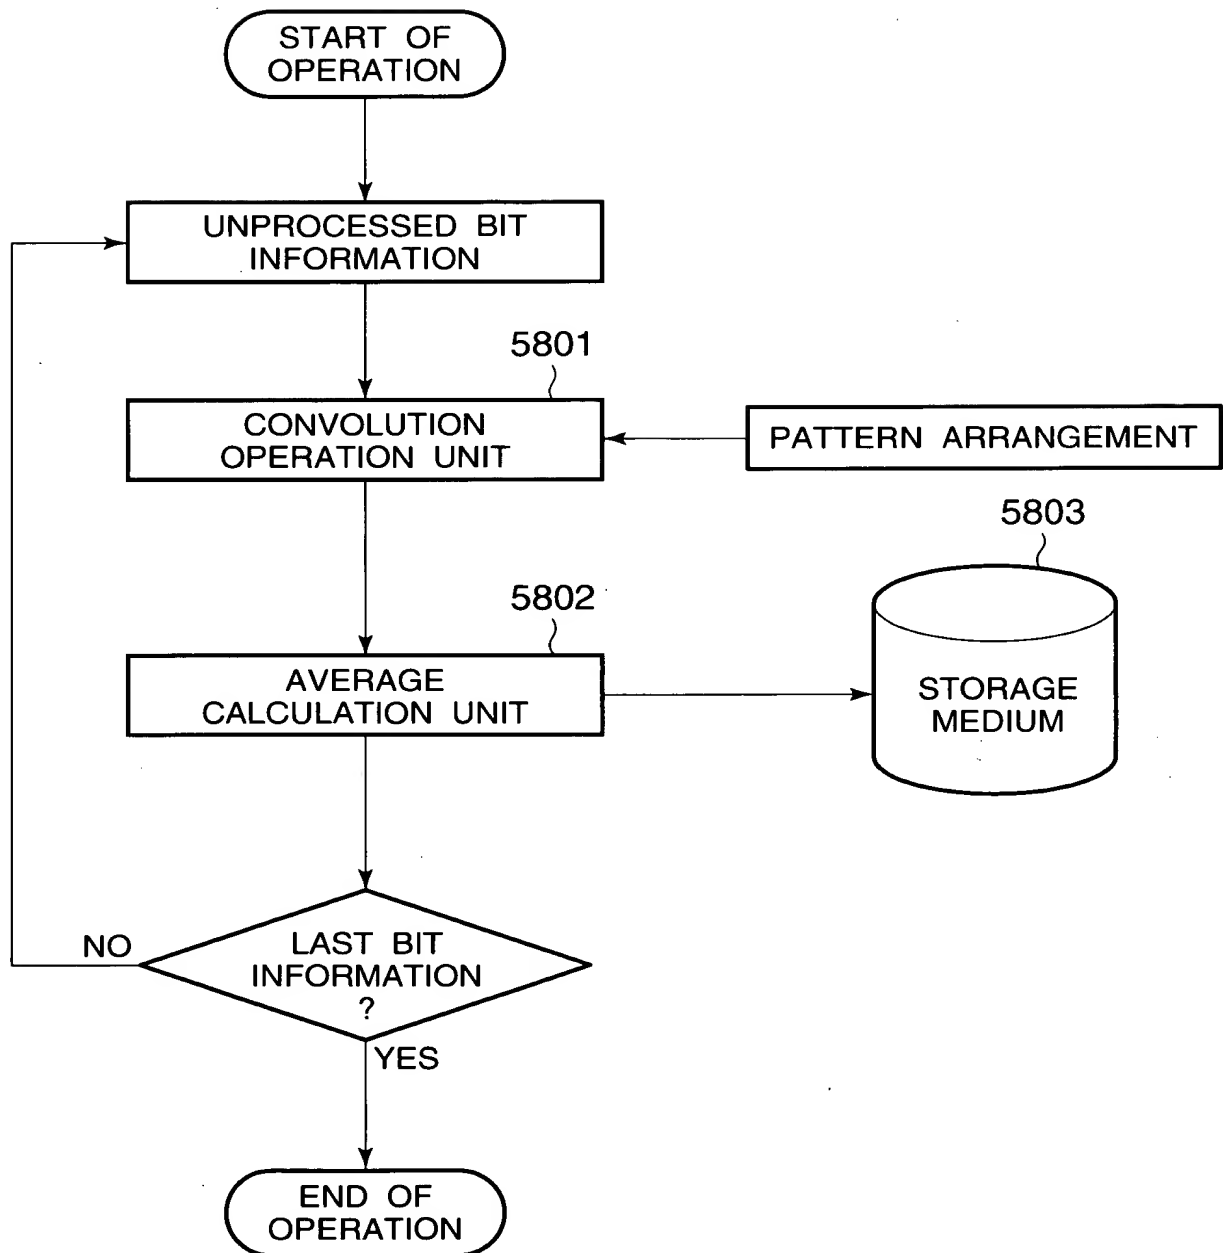 START OF
OPERATION
UNPROCESSED BIT
INFORMATION
5801
CONVOLUTION
OPERATION UNIT
PATTERN ARRANGEMENT
5803
5802
AVERAGE
CALCULATION UNIT
STORAGE
MEDIUM
NO
LAST BIT
INFORMATION
?
YES
END OF
OPERATION